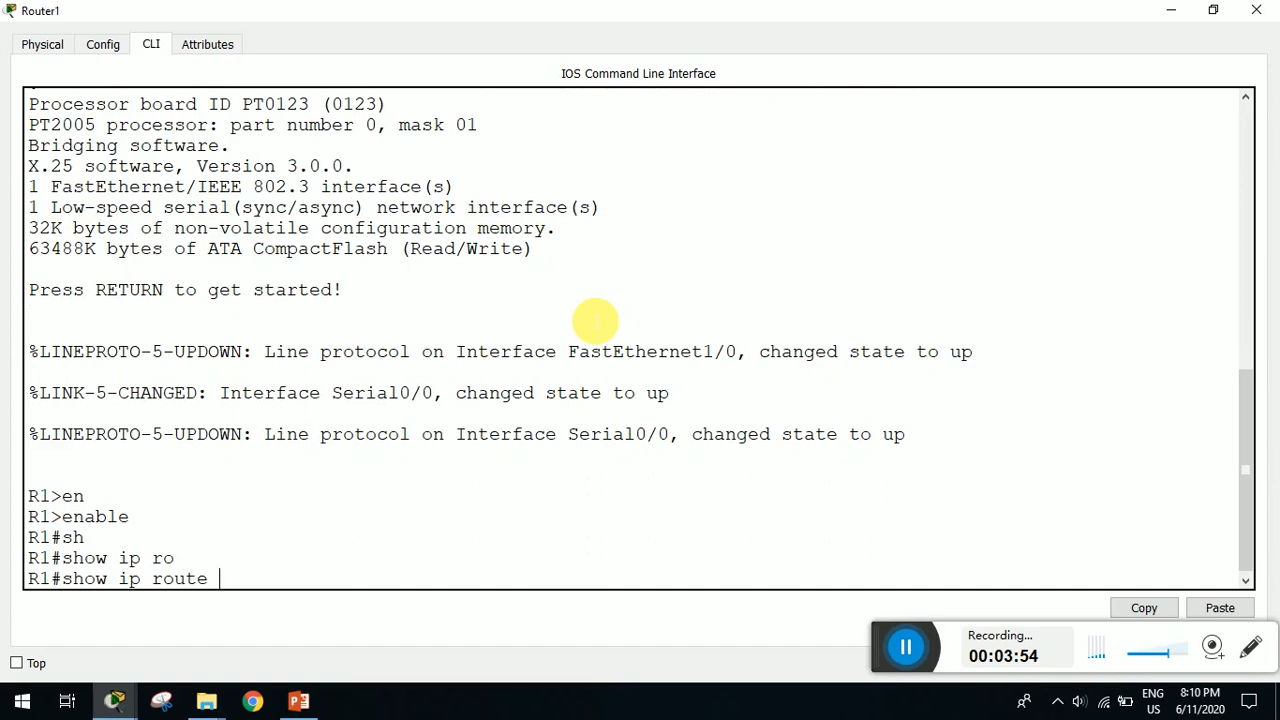 Router1
Physical
Config
CLI
Attributes
IOS Command Line Interface
Processor board ID PT0123 (0123)
PT2005 processor: part number 0, mask 01
Bridging software.
X.25 software, Version 3.0.0.
1 FastEthernet/IEEE 802.3 interface(s)
1 Low-speed serial(sync/async) network interface(s)
32K bytes of non-volatile configuration memory.
63488K bytes of ATA CompactFlash (Read/Write)
Press RETURN to get started!
%LINEPROTO-5-UPDOWN: Line protocol on Interface FastEthernet1/0, changed state to up
%LINK-5-CHANGED: Interface Serial0/0, changed state to up
%LINEPROTO-5-UPDOWN: Line protocol on Interface Serial0/0, changed state to up
R1>en
R1>enable
R1#sh
R1#show ip ro
R1#show ip route
Copy
Paste
Recording...
00:03:54
Top
ENG
US
8:10 PM
6/11/2020